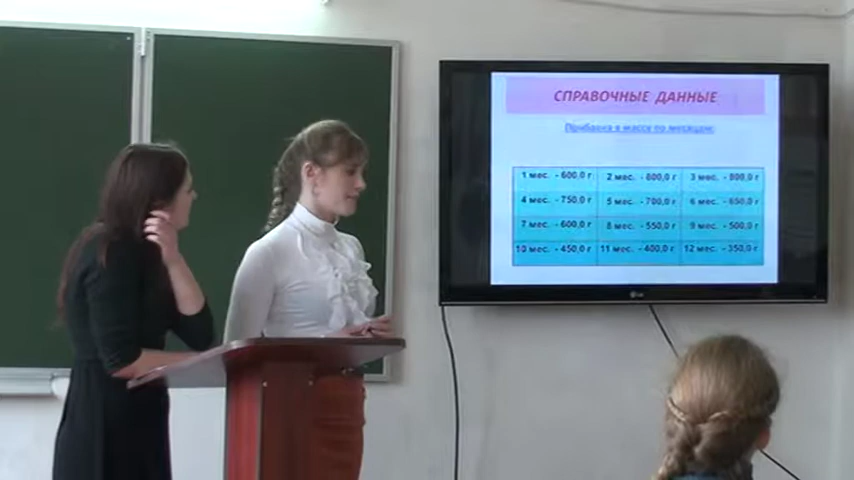 СПРАВОЧНЫЕ ДАННЫЕ
Прибавка в массе по месяцам:
1 мес. - 600,0 г 2 мес. - 800,0 г 3 мес. - 800,0 г
4 мес. - 750,0 г 5 мес. - 700,0 г 6 мес. - 650,0 г
7 мес. - 600,0 г 8 мес. - 550,0 г 9 мес. - 500,0 г
10 мес. - 450,0 г 11 мес. - 400,0 г 12 мес. - 350,0 г
LG